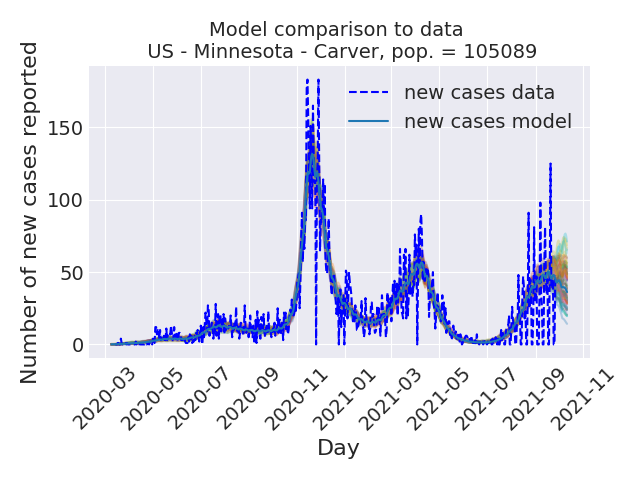 Model comparison to data
US - Minnesota - Carver, pop. = 105089
Number of new cases reported
150
100
50
0
new cases data
new cases model
2020-03
2020-05
2020-07
2020-09
2020-11
2021-01
2021-03
2021-05
2021-07
2021-09
2021-11
Day